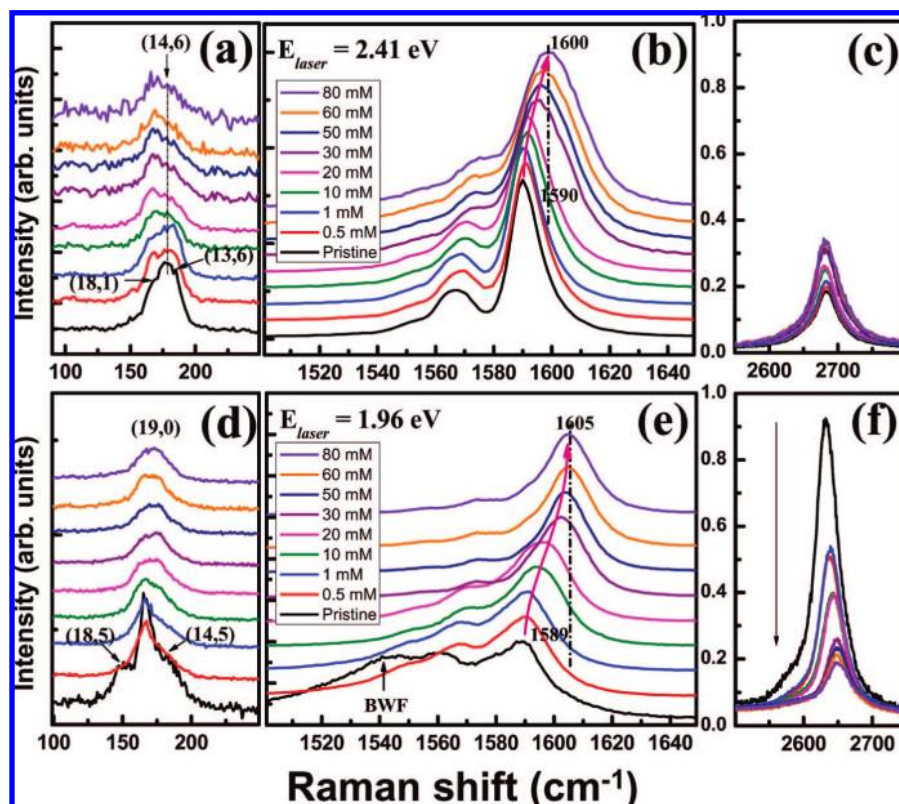 (a)
(14,6)
(18,1)
(13,6)
100 150 200
(b)
E laser = 2.41 eV
1600
1590
80 mM
60 mM
50 mM
30 mM
20 mM
10 mM
1 mM
0.5 mM
Pristine
1520 1540 1560 1580 1600 1620 1640
(c)
1.0
0.8
0.6
0.4
0.2
0.0
2600 2700
Intensity (arb. units)
(d)
(19,0)
(18,5)
(14,5)
100 150 200
(e)
E laser = 1.96 eV
1605
1589
BWF
80 mM
60 mM
50 mM
30 mM
20 mM
10 mM
1 mM
0.5 mM
Pristine
1520 1540 1560 1580 1600 1620 1640
(f)
1.0
0.8
0.6
0.4
0.2
0.0
2600 2700
Intensity (arb. units)
Raman shift (cm⁻¹)